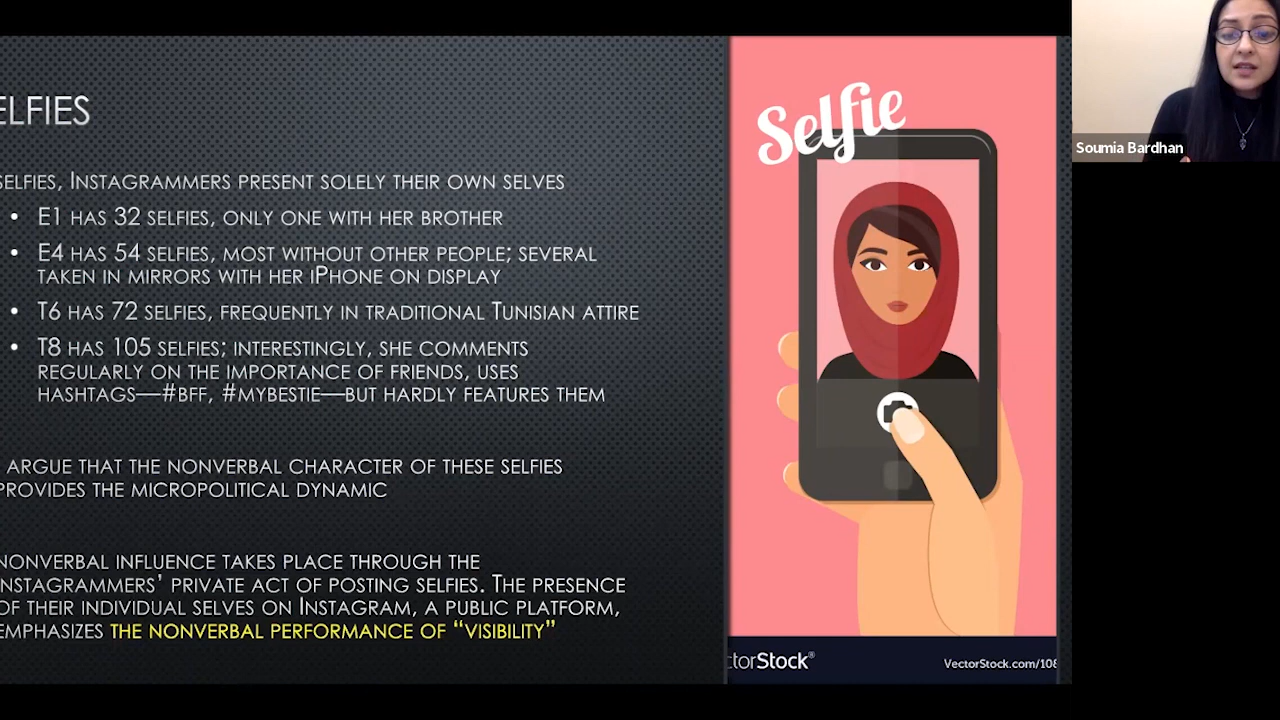 ELFIES
SELFIES, INSTAGRAMMERS PRESENT SOLELY THEIR OWN SELVES
• E1 HAS 32 SELFIES, ONLY ONE WITH HER BROTHER
• E4 HAS 54 SELFIES, MOST WITHOUT OTHER PEOPLE; SEVERAL
TAKEN IN MIRRORS WITH HER IPHONE ON DISPLAY
• T6 HAS 72 SELFIES, FREQUENTLY IN TRADITIONAL TUNISIAN ATTIRE
• T8 HAS 105 SELFIES; INTERESTINGLY, SHE COMMENTS
REGULARLY ON THE IMPORTANCE OF FRIENDS, USES
HASHTAGS—#BFF, #MYBESTIE—BUT HARDLY FEATURES THEM
ARGUE THAT THE NONVERBAL CHARACTER OF THESE SELFIES
PROVIDES THE MICROPOLITICAL DYNAMIC
NONVERBAL INFLUENCE TAKES PLACE THROUGH THE
INSTAGRAMMERS' PRIVATE ACT OF POSTING SELFIES. THE PRESENCE
OF THEIR INDIVIDUAL SELVES ON INSTAGRAM, A PUBLIC PLATFORM,
EMPHASIZES THE NONVERBAL PERFORMANCE OF “VISIBILITY”
Selfie
ctorStock®
VectorStock.com/108
Soumia Bardhan